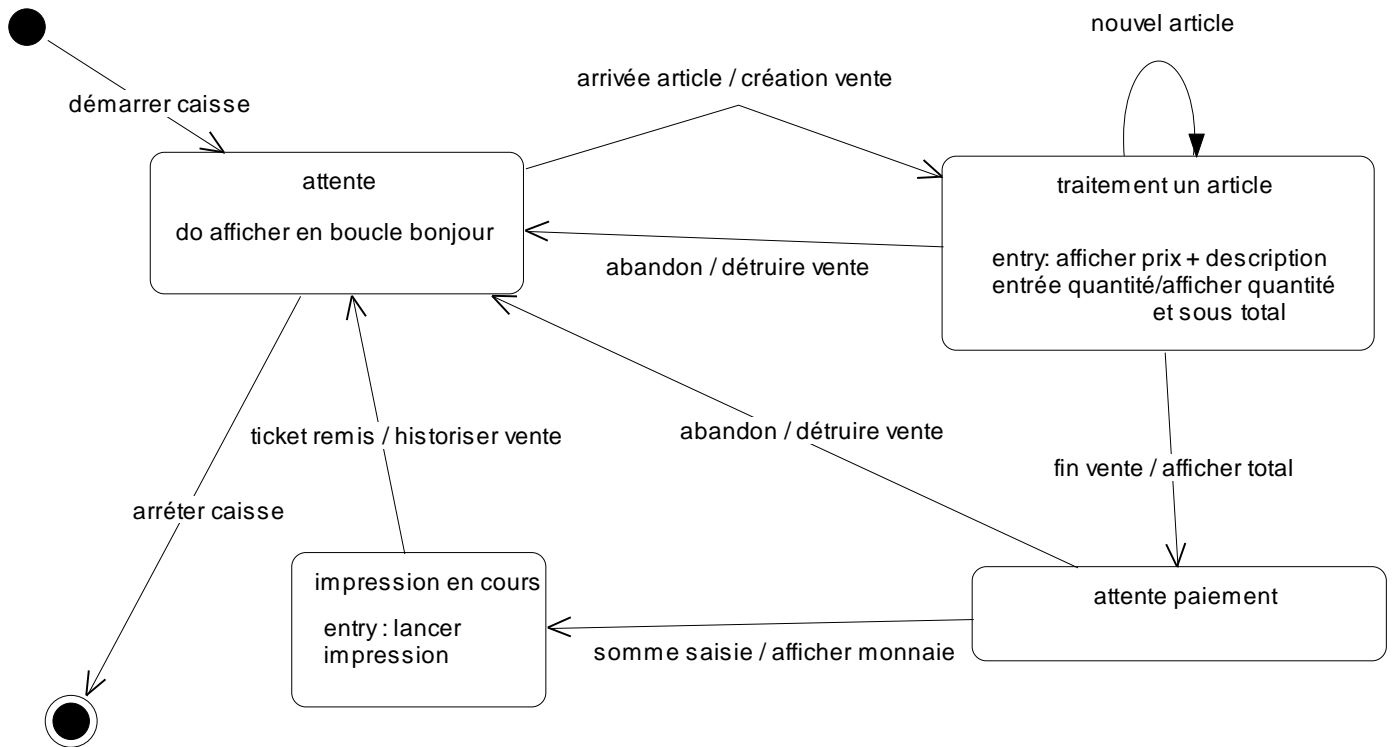 nouvel article
arrivée article / création vente
démarrer caisse
attente
do afficher en boucle bonjour
traitement un article
entry: afficher prix + description
entrée quantité/afficher quantité
et sous total
abandon / détruire vente
ticket remis / historiser vente
abandon / détruire vente
fin vente / afficher total
arréter caisse
impression en cours
entry : lancer
impression
attente paiement
somme saisie / afficher monnaie